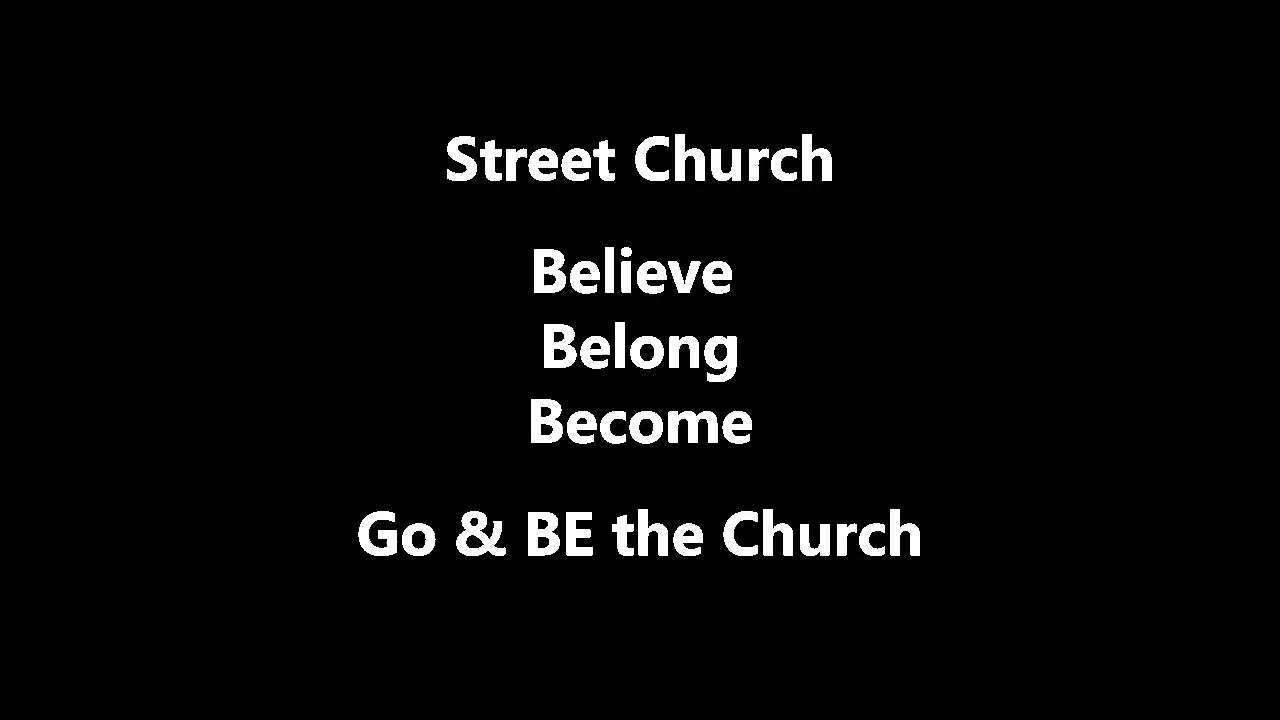 Street Church
Believe
Belong
Become
Go & BE the Church